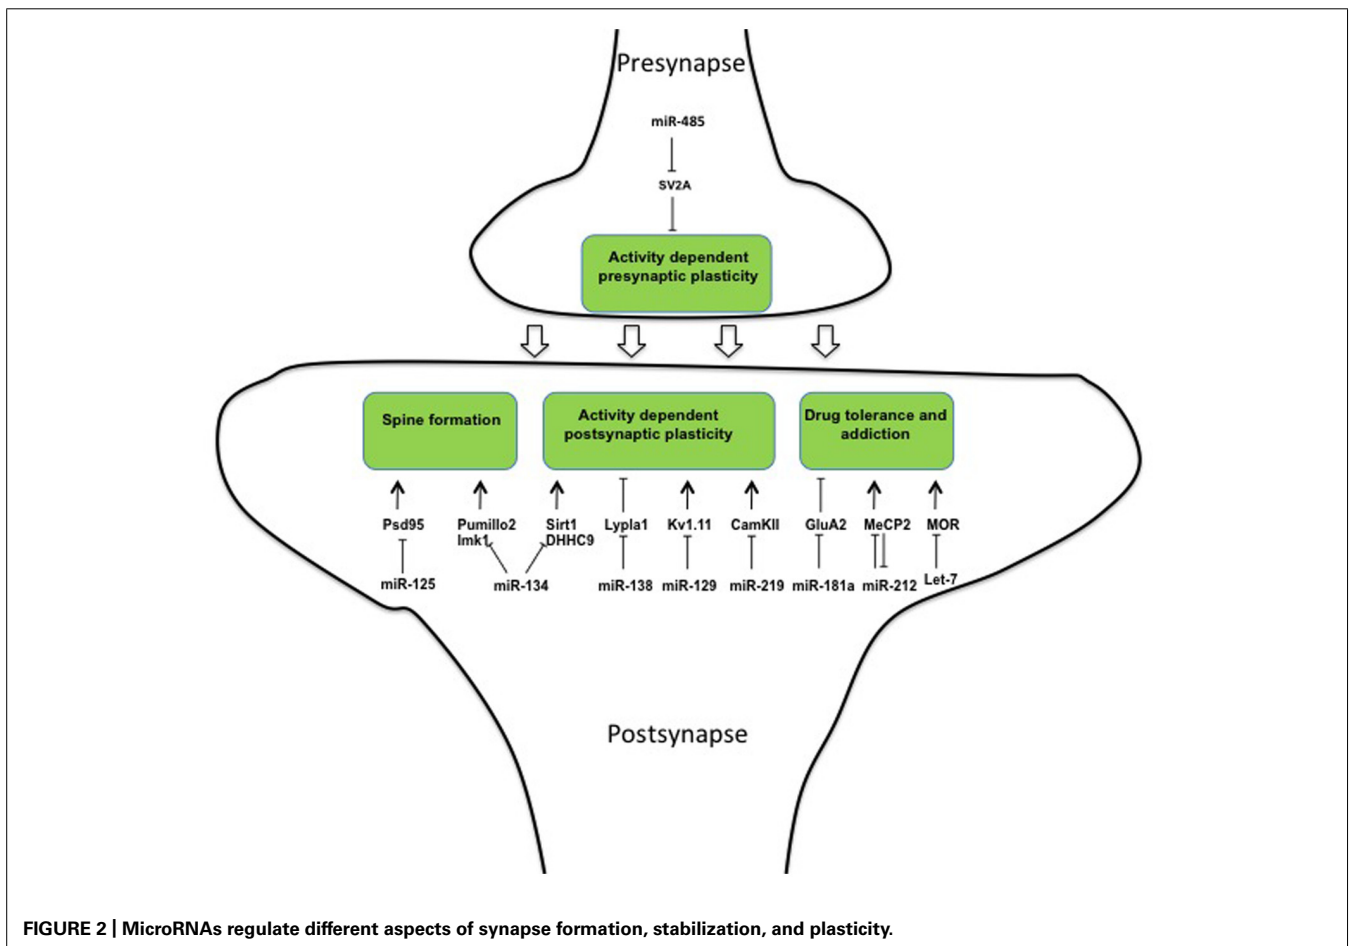 Presynapse
miR-485
SV2A
Activity dependent
presynaptic plasticity
Spine formation
Activity dependent
postsynaptic plasticity
Drug tolerance and
addiction
Psd95
Pumillo2
lmk1
Sirt1
DHHC9
Lypla1
Kv1.11
CamKII
GluA2
MeCP2
MOR
miR-125
miR-134
miR-138
miR-129
miR-219
miR-181a
miR-212
Let-7
Postsynapse
FIGURE 2 | MicroRNAs regulate different aspects of synapse formation, stabilization, and plasticity.